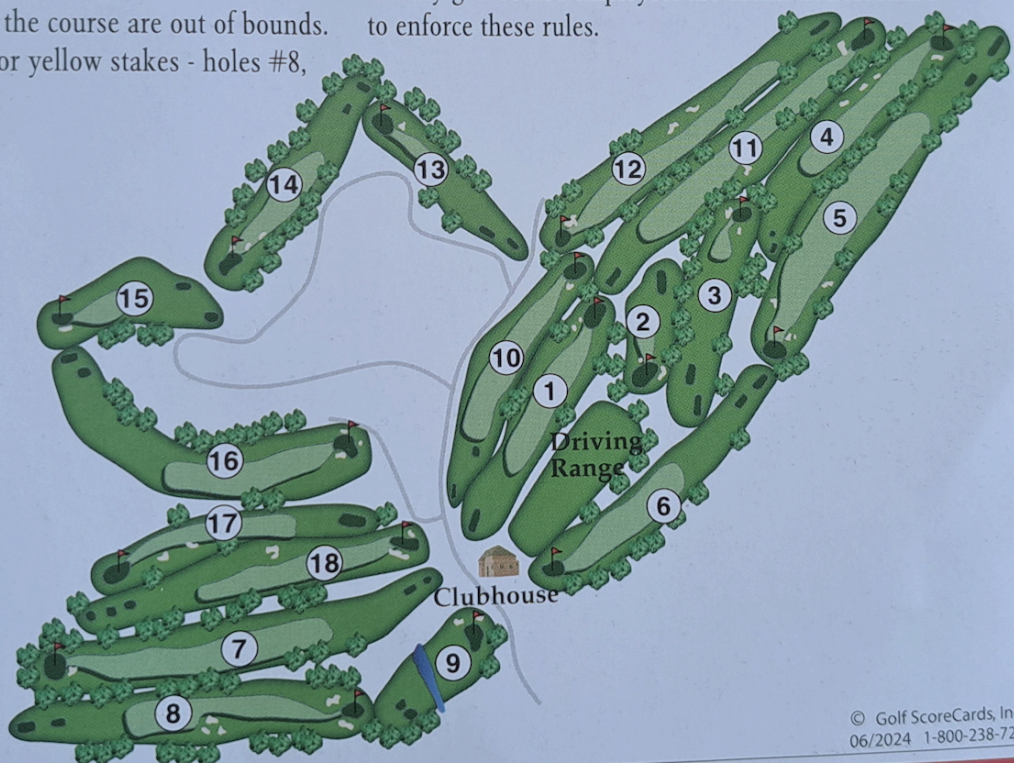 the course are out of bounds.
or yellow stakes - holes #8,
to enforce these rules.
12
11
4
5
14
13
15
3
2
10
1
Driving
Range
16
6
17
18
Clubhouse
7
9
8
© Golf ScoreCards, In
06/2024 1-800-238-72